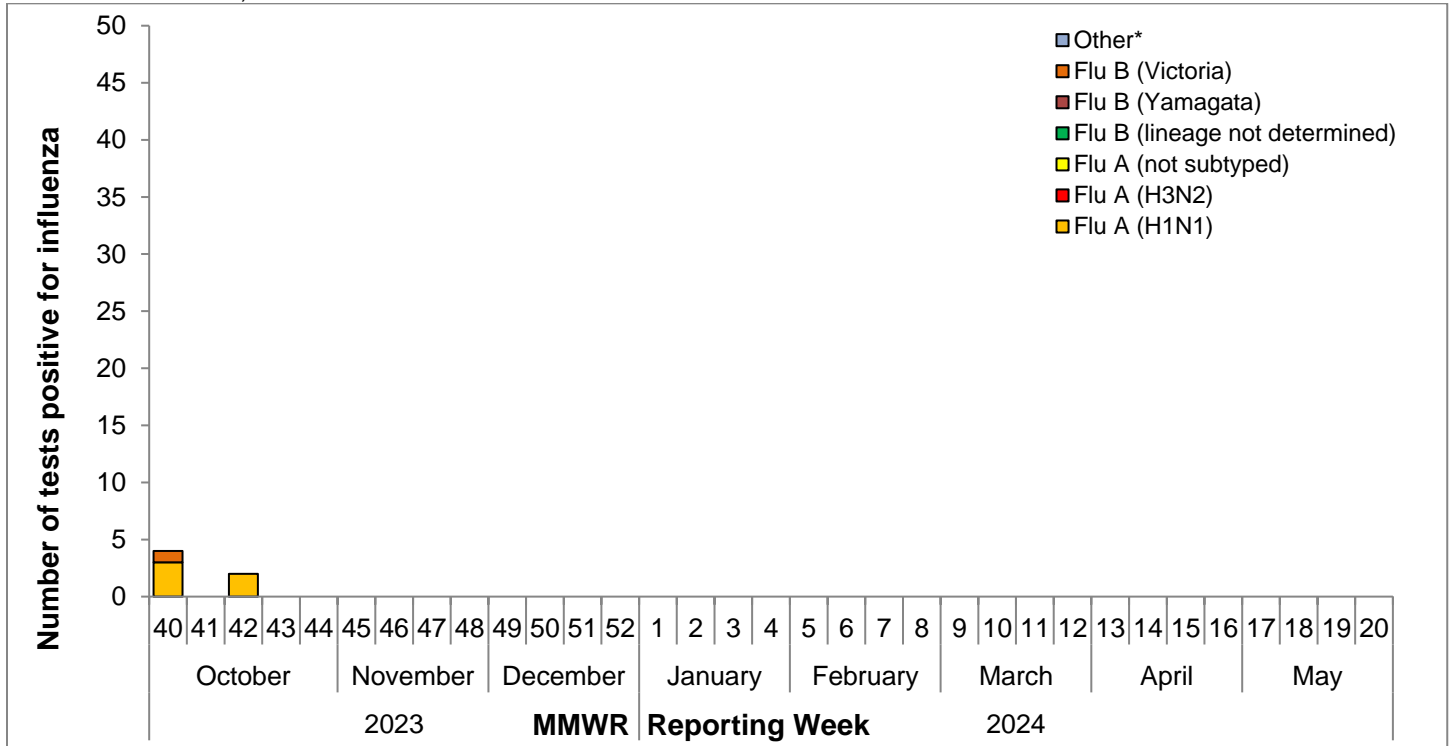 Number of tests positive for influenza
50
45
40
35
30
25
20
15
10
5
0
Other*
Flu B (Victoria)
Flu B (Yamagata)
Flu B (lineage not determined)
Flu A (not subtyped)
Flu A (H3N2)
Flu A (H1N1)
40 41 42 43 44 45 46 47 48 49 50 51 52 1 2 3 4 5 6 7 8 9 10 11 12 13 14 15 16 17 18 19 20
October November December January February March April May
2023 MMWR Reporting Week 2024